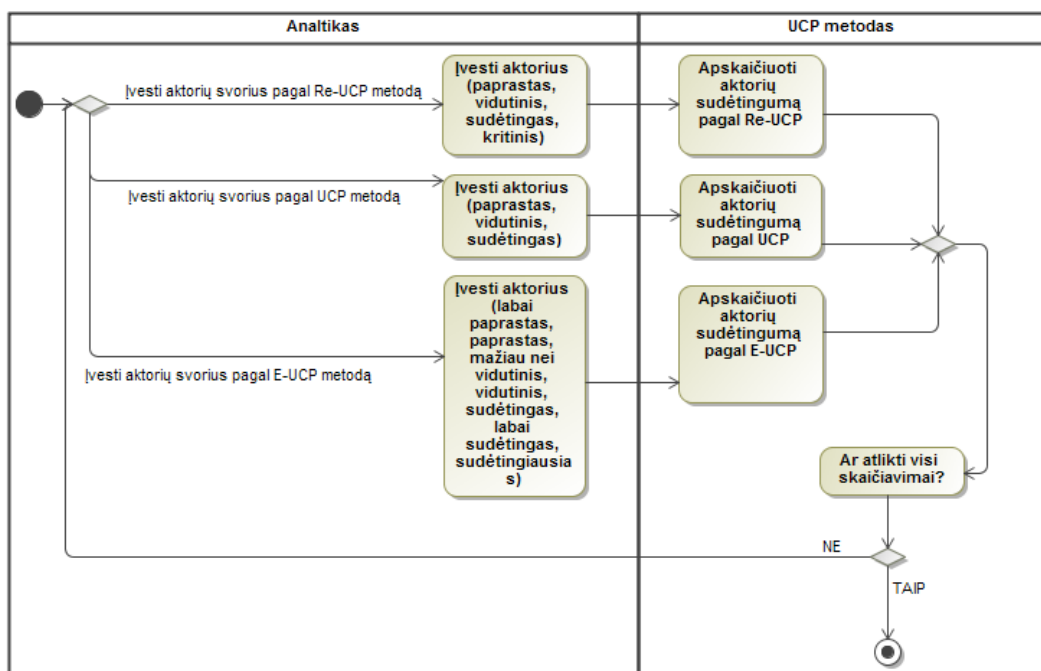 Analtikas
UCP metodas
Įvesti aktorių svorius pagal Re-UCP metodą
Įvesti aktorius
(paprastas,
vidutinis,
sudėtingas,
kritinis)
Apskaičiuoti
aktorių
sudėtingumą
pagal Re-UCP
Įvesti aktorių svorius pagal UCP metodą
Įvesti aktorius
(paprastas,
vidutinis,
sudėtingas)
Apskaičiuoti
aktorių
sudėtingumą
pagal UCP
Įvesti aktorių svorius pagal E-UCP metodą
Įvesti aktorius
(labai
paprastas,
paprastas,
mažiau nei
vidutinis,
vidutinis,
sudėtingas,
labai
sudėtingas,
sudėtingiausia
s)
Apskaičiuoti
aktorių
sudėtingumą
pagal E-UCP
Ar atlikti visi
skaičiavimai?
NE
TAIP